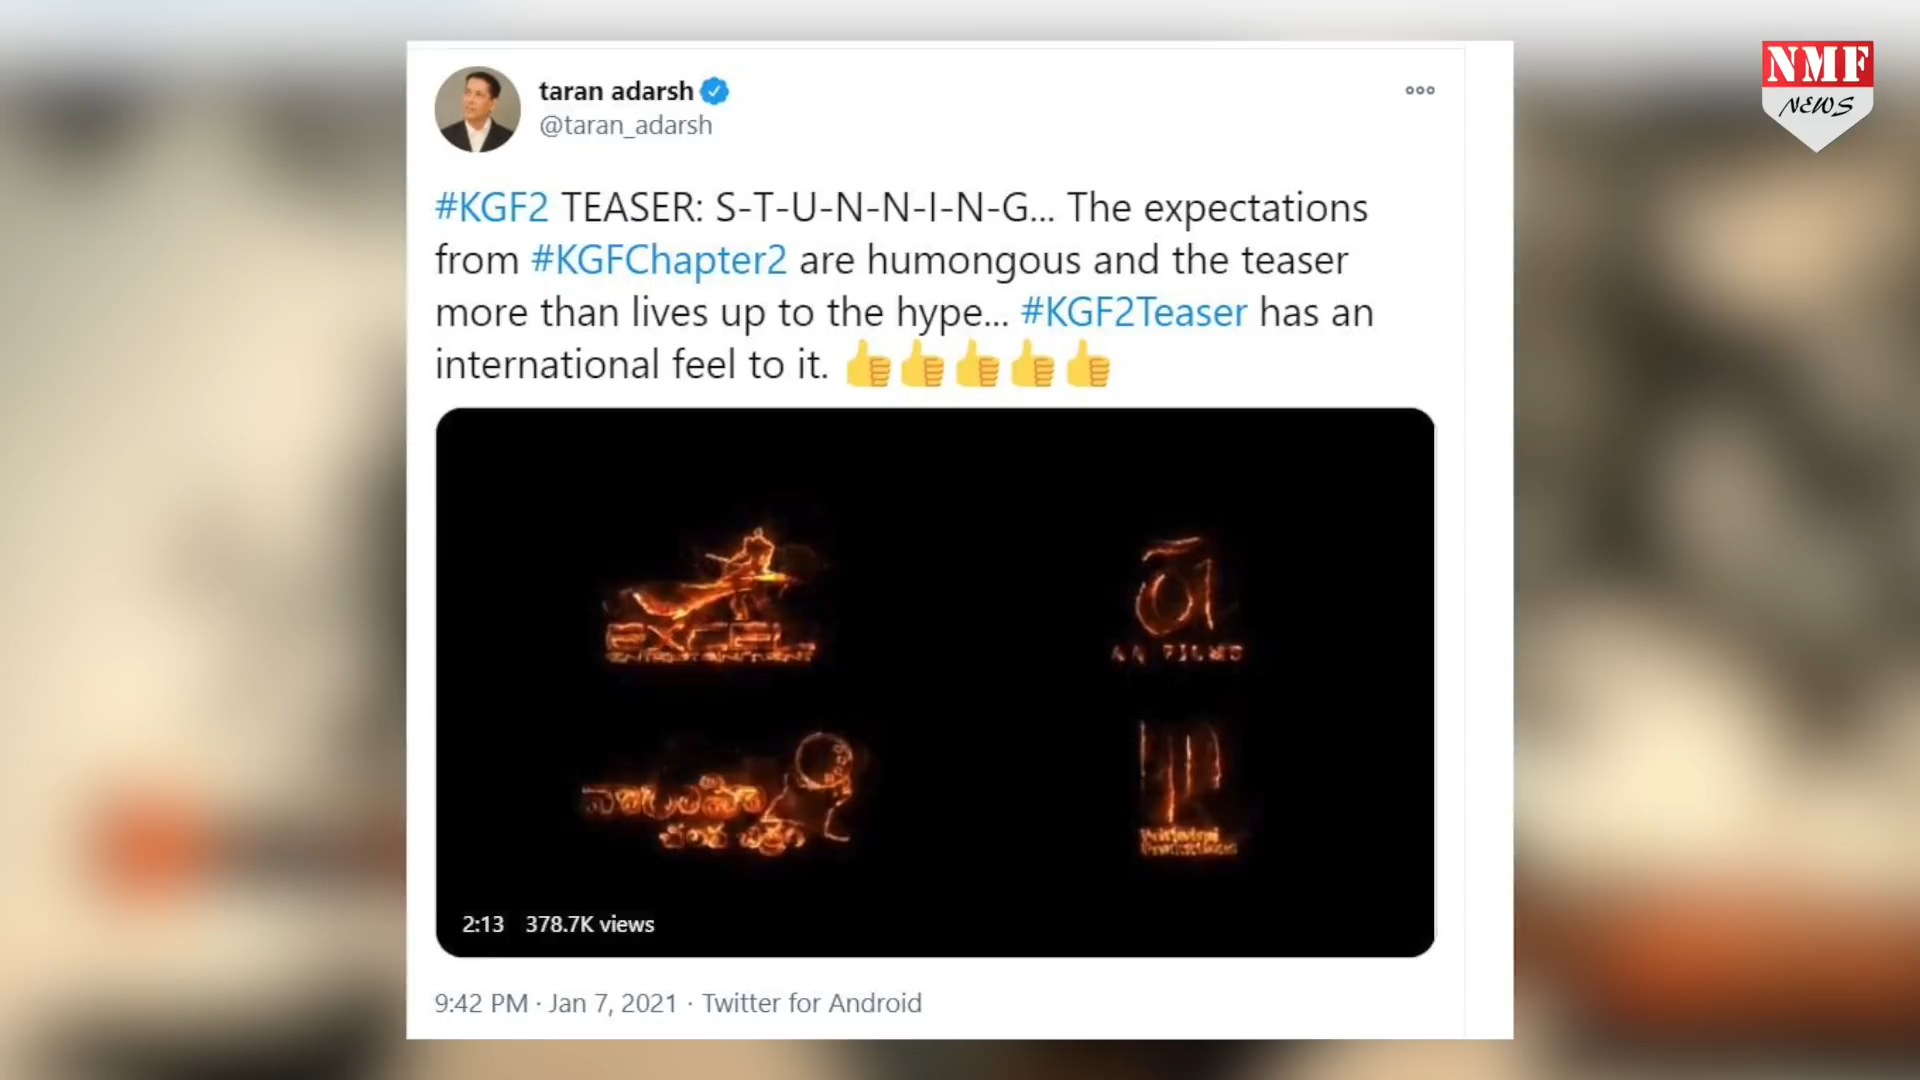 NMF
NEWS
taran adarsh
@taran_adarsh
#KGF2 TEASER: S-T-U-N-N-I-N-G... The expectations
from #KGFChapter2 are humongous and the teaser
more than lives up to the hype... #KGF2Teaser has an
international feel to it. 👍👍👍👍👍
EXCEL
ENTERTAINMENT
AA FILMS
2:13 378.7K views
9:42 PM · Jan 7, 2021 · Twitter for Android